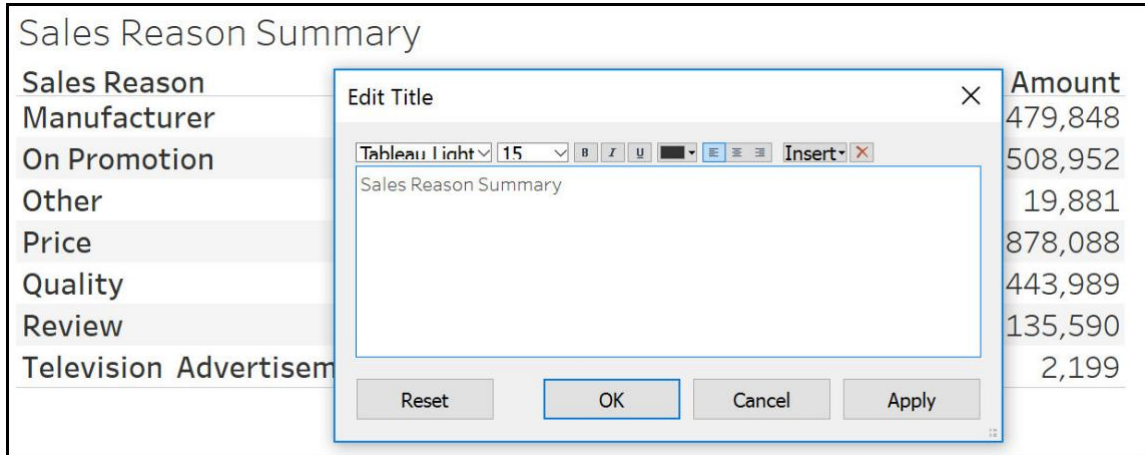 Sales Reason Summary
Sales Reason Amount
Edit Title
Manufacturer 479,848
On Promotion 508,952
Tableau Light 15 B I U Insert
Sales Reason Summary
Other 19,881
Price 878,088
Quality 443,989
Review 135,590
Television Advertisem 2,199
Reset OK Cancel Apply